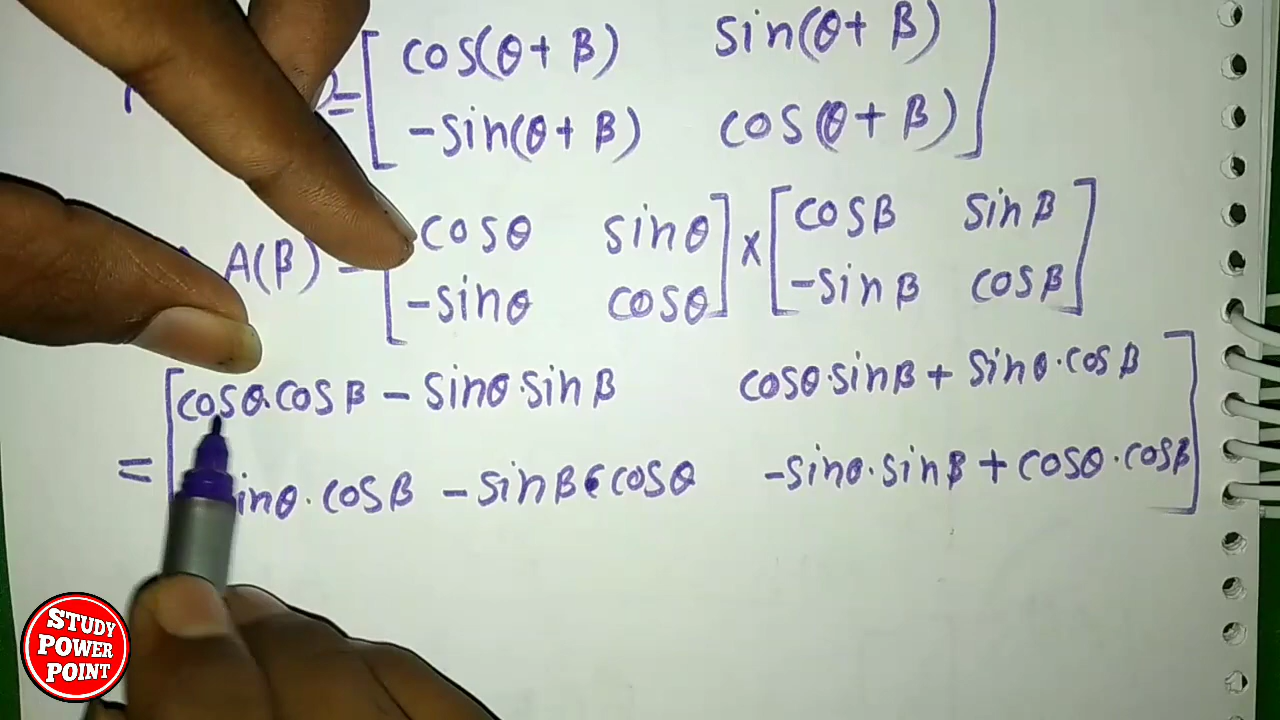 = [ cos(θ + β) sin(θ + β)
-sin(θ + β) cos(θ + β) ]
A(β) = [ cosθ sinθ ] × [ cosβ sinβ ]
-sinθ cosθ -sinβ cosβ
[ cosθ.cosβ - sinθ.sinβ cosθ.sinβ + sinθ.cosβ ]
= inθ.cosβ - sinβ cosθ -sinθ.sinβ + cosθ.cosβ
STUDY
POWER
POINT